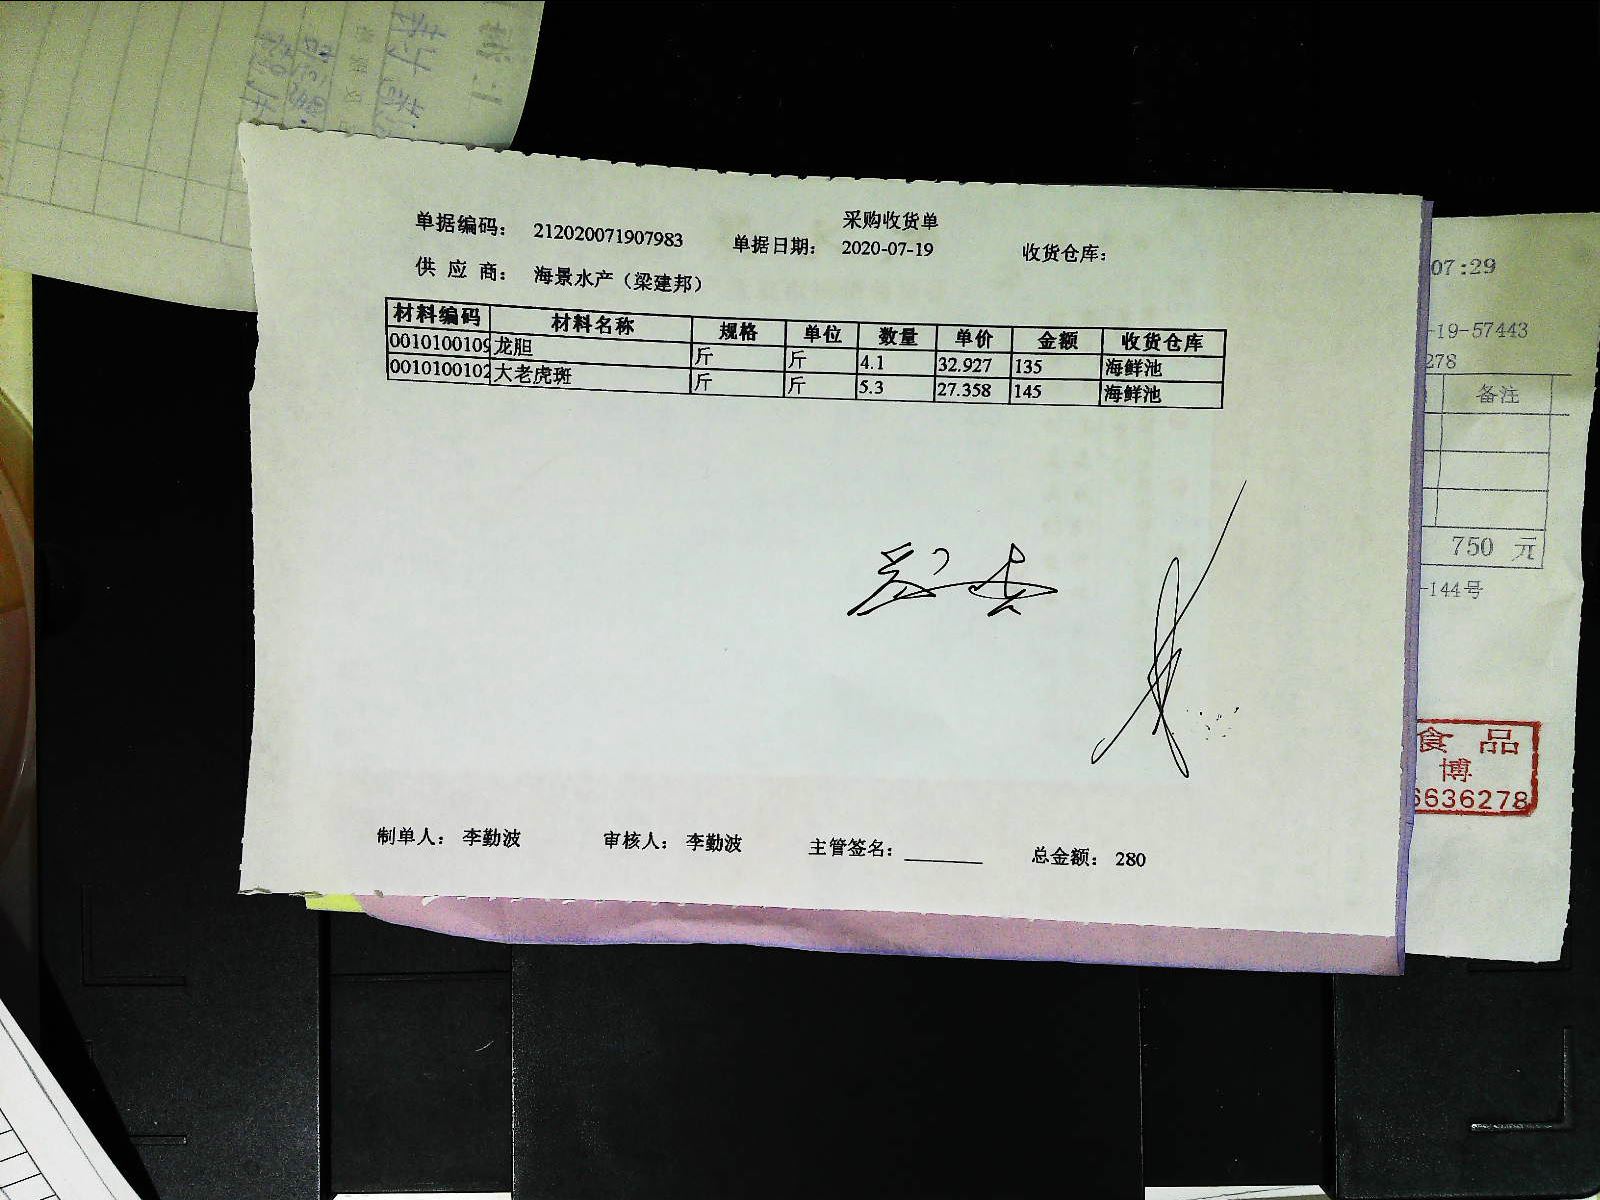 采购收货单
单据编码： 212020071907983 单据日期： 2020-07-19 收货仓库：
供 应 商： 海景水产（梁建邦）
材料编码 材料名称 规格 单位 数量 单价 金额 收货仓库
0010100109 龙胆 斤 斤 4.1 32.927 135 海鲜池
0010100102 大老虎斑 斤 斤 5.3 27.358 145 海鲜池
制单人： 李勤波 审核人： 李勤波 主管签名： 总金额： 280
07:29
-19-57443
278
备注
750 元
-144号
食 品
博
6636278